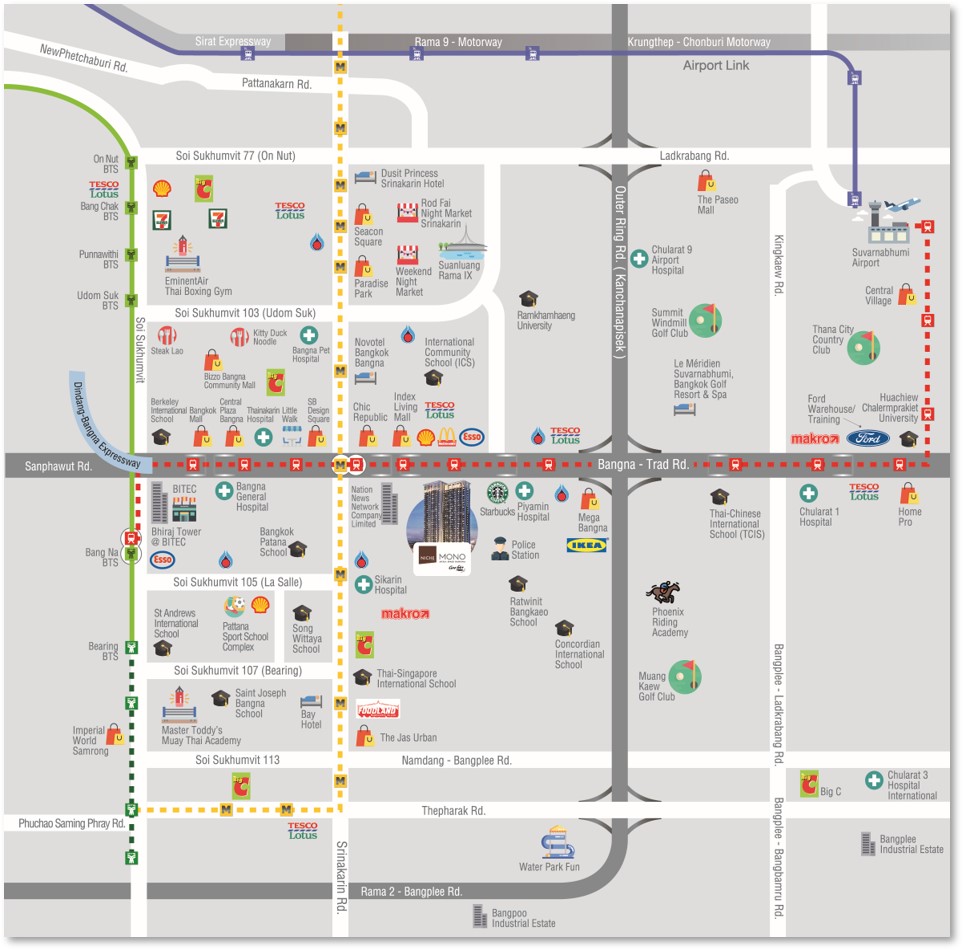 Sirat Expressway
Rama 9 - Motorway
Krungthep - Chonburi Motorway
Airport Link
NewPhetchaburi Rd.
Pattanakarn Rd.
M
M
On Nut
BTS
Soi Sukhumvit 77 (On Nut)
Ladkrabang Rd.
TESCO
Lotus
Bang Chak
BTS
7
7
TESCO
Lotus
M
Dusit Princess
Srinakarin Hotel
Rod Fai
Night Market
Srinakarin
Seacon
Square
M
The Paseo
Mall
Outer Ring Rd. ( Kanchanapisek )
Kingkaew Rd.
Suvarnabhumi
Airport
Punnawithi
BTS
EminentAir
Thai Boxing Gym
M
Paradise
Park
Weekend
Night
Market
Suanluang
Rama IX
Chularat 9
Airport
Hospital
Central
Village
Udom Suk
BTS
Soi Sukhumvit 103 (Udom Suk)
Ramkhamhaeng
University
Summit
Windmill
Golf Club
Thana City
Country
Club
Soi Sukhumvit
Steak Lao
Kitty Duck
Noodle
Bangna Pet
Hospital
Bizzo Bangna
Community Mall
M
Novotel
Bangkok
Bangna
International
Community
School (ICS)
Le Méridien
Suvarnabhumi,
Bangkok Golf
Resort & Spa
Dindang-Bangna Expressway
Berkeley
International
School
Bangkok
Mall
Central
Plaza
Bangna
Thainakarin
Hospital
Little
Walk
SB
Design
Square
Chic
Republic
Index
Living
Mall
TESCO
Lotus
Esso
TESCO
Lotus
Ford
Warehouse/
Training
Huachiew
Chalermprakiet
University
makro
Ford
Sanphawut Rd.
M
Bangna - Trad Rd.
BITEC
Bhiraj Tower
@ BITEC
Bangna
General
Hospital
Bangkok
Patana
School
Nation
News
Network
Company
Limited
NICHE
MONO
Starbucks
Piyamin
Hospital
Mega
Bangna
IKEA
Police
Station
Thai-Chinese
International
School (TCIS)
Chularat 1
Hospital
TESCO
Lotus
Home
Pro
Bang Na
BTS
Esso
Soi Sukhumvit 105 (La Salle)
M
Sikarin
Hospital
makro
Ratwinit
Bangkaeo
School
Phoenix
Riding
Academy
St Andrews
International
School
Pattana
Sport School
Complex
Song
Wittaya
School
Concordian
International
School
Bearing
BTS
Soi Sukhumvit 107 (Bearing)
Thai-Singapore
International School
Muang
Kaew
Golf Club
Bangplee - Ladkrabang Rd.
Imperial
World
Samrong
Master Toddy's
Muay Thai Academy
Saint Joseph
Bangna
School
Bay
Hotel
M
FOODLAND
The Jas Urban
Soi Sukhumvit 113
Namdang - Bangplee Rd.
M
Big C
Chularat 3
Hospital
International
Phuchao Saming Phray Rd.
M
M
Thepharak Rd.
TESCO
Lotus
Srinakarin Rd.
Water Park Fun
Bangplee - Bangbamru Rd.
Bangplee
Industrial Estate
Rama 2 - Bangplee Rd.
Bangpoo
Industrial Estate